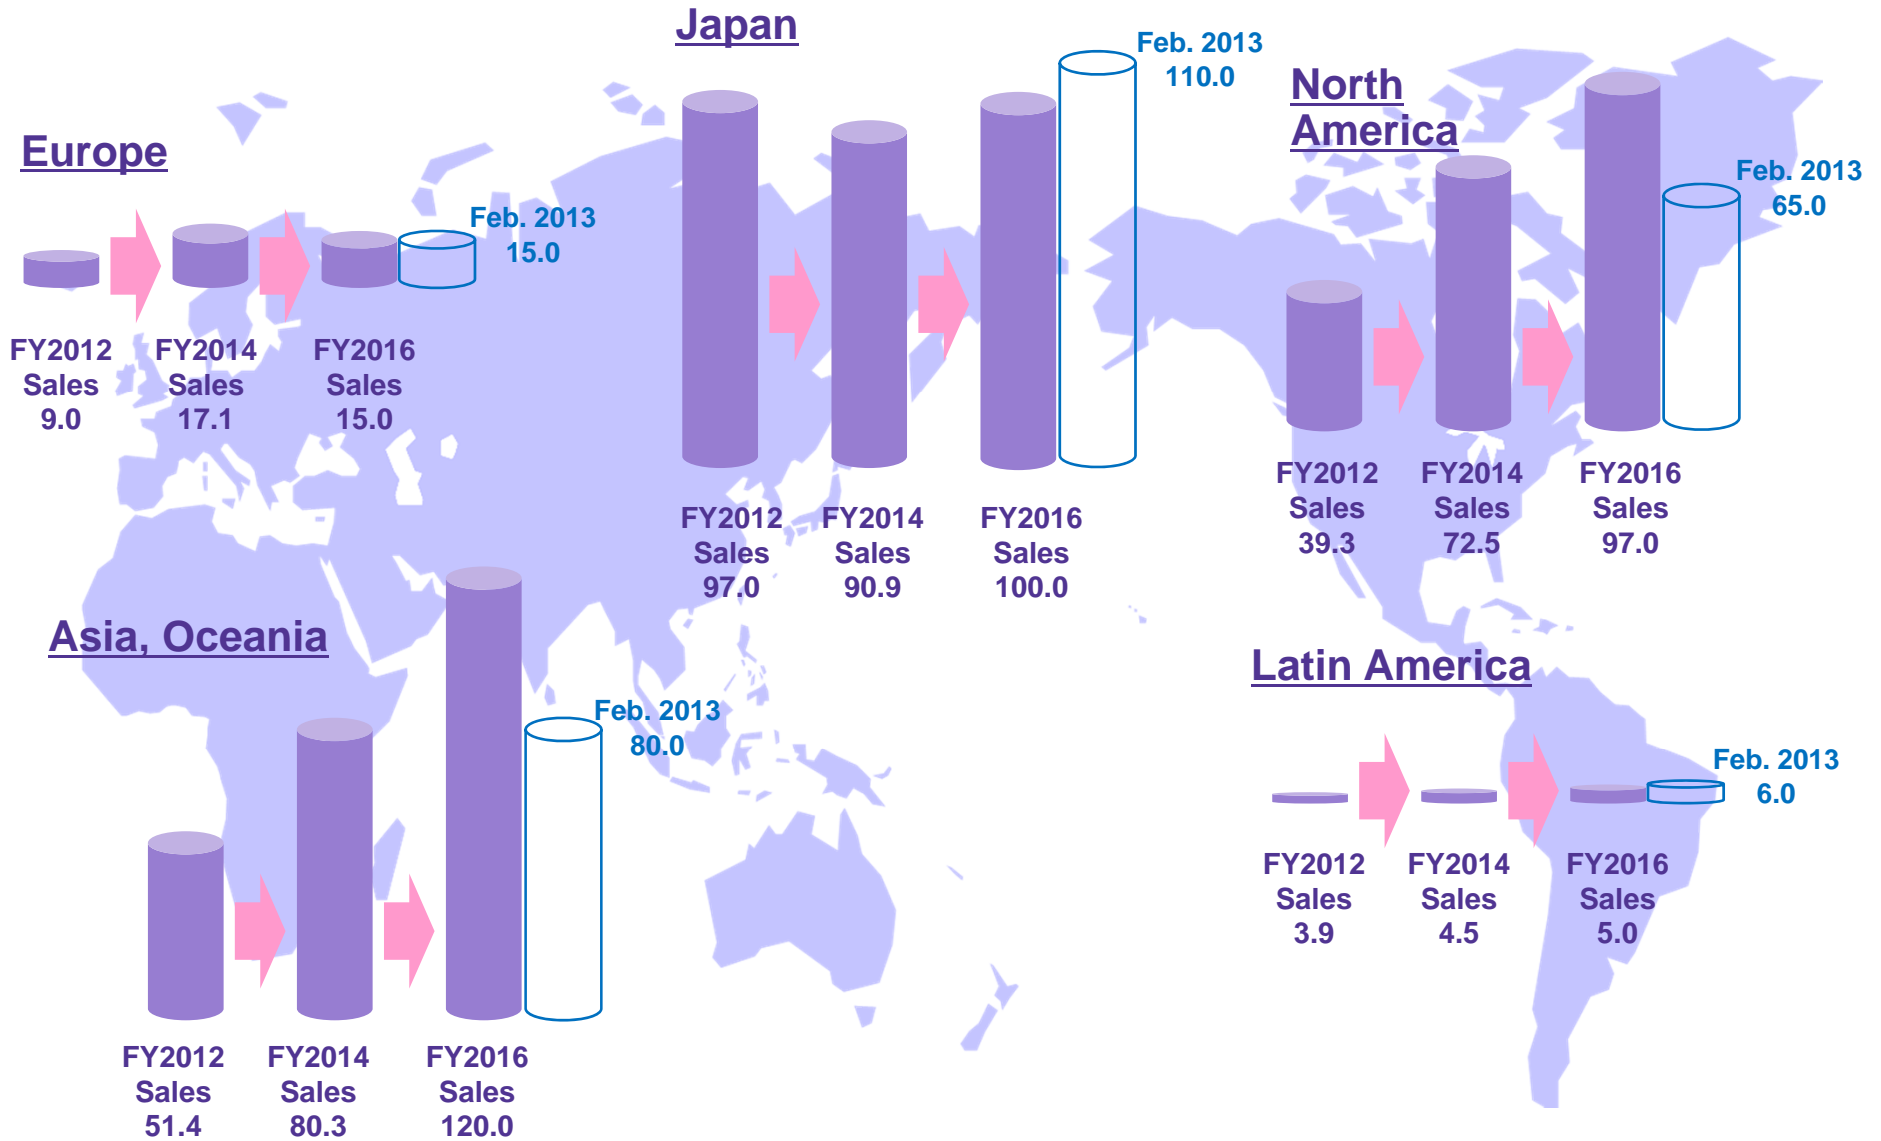 Japan
Feb. 2013
110.0
FY2012
Sales
97.0
FY2014
Sales
90.9
FY2016
Sales
100.0
North
America
Feb. 2013
65.0
FY2012
Sales
39.3
FY2014
Sales
72.5
FY2016
Sales
97.0
Europe
Feb. 2013
15.0
FY2012
Sales
9.0
FY2014
Sales
17.1
FY2016
Sales
15.0
Asia, Oceania
Feb. 2013
80.0
FY2012
Sales
51.4
FY2014
Sales
80.3
FY2016
Sales
120.0
Latin America
Feb. 2013
6.0
FY2012
Sales
3.9
FY2014
Sales
4.5
FY2016
Sales
5.0